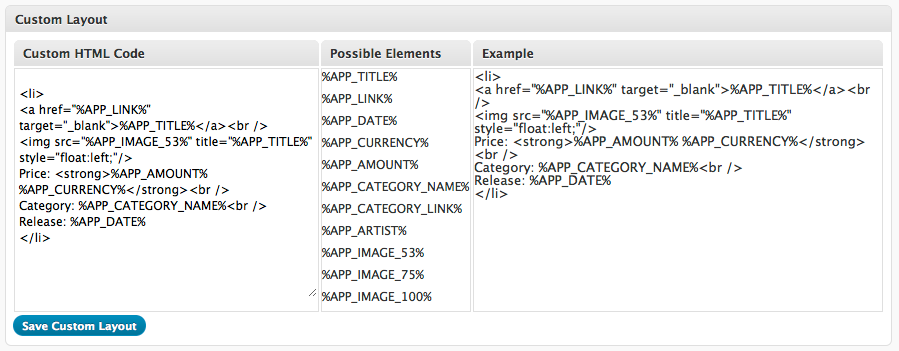 Custom Layout
Custom HTML Code
<li>
<a href="%APP_LINK%"
target="_blank">%APP_TITLE%</a><br />
<img src="%APP_IMAGE_53%" title="%APP_TITLE%"
style="float:left;"/>
Price: <strong>%APP_AMOUNT%
%APP_CURRENCY%</strong><br />
Category: %APP_CATEGORY_NAME%<br />
Release: %APP_DATE%
</li>
Possible Elements
%APP_TITLE%
%APP_LINK%
%APP_DATE%
%APP_CURRENCY%
%APP_AMOUNT%
%APP_CATEGORY_NAME%
%APP_CATEGORY_LINK%
%APP_ARTIST%
%APP_IMAGE_53%
%APP_IMAGE_75%
%APP_IMAGE_100%
Example
<li>
<a href="%APP_LINK%" target="_blank">%APP_TITLE%</a><br
/>
<img src="%APP_IMAGE_53%" title="%APP_TITLE%"
style="float:left;"/>
Price: <strong>%APP_AMOUNT% %APP_CURRENCY%</strong>
<br />
Category: %APP_CATEGORY_NAME%<br />
Release: %APP_DATE%
</li>
Save Custom Layout